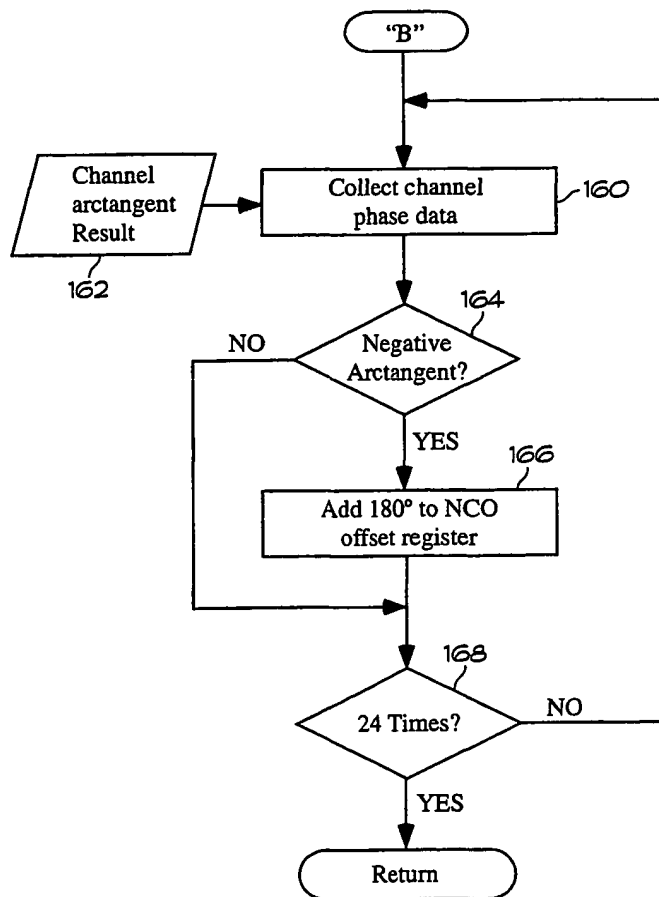 "B"
Channel
arctangent
Result
162
Collect channel
phase data
160
164
Negative
Arctangent?
NO
YES
166
Add 180° to NCO
offset register
168
24 Times?
NO
YES
Return